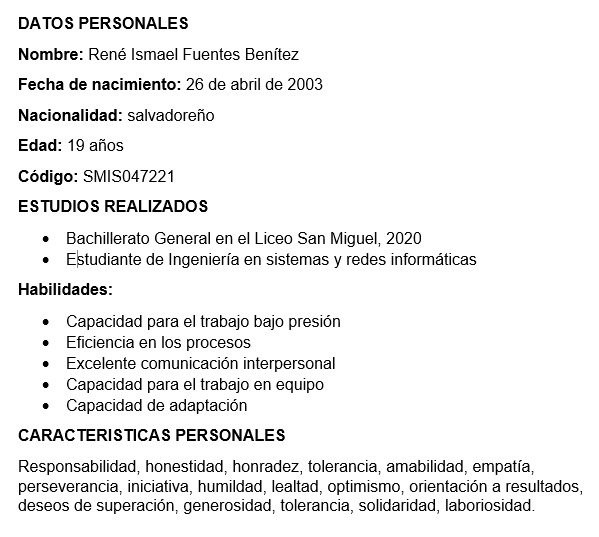 DATOS PERSONALES
Nombre: René Ismael Fuentes Benítez
Fecha de nacimiento: 26 de abril de 2003
Nacionalidad: salvadoreño
Edad: 19 años
Código: SMIS047221
ESTUDIOS REALIZADOS
• Bachillerato General en el Liceo San Miguel, 2020
• Estudiante de Ingeniería en sistemas y redes informáticas
Habilidades:
• Capacidad para el trabajo bajo presión
• Eficiencia en los procesos
• Excelente comunicación interpersonal
• Capacidad para el trabajo en equipo
• Capacidad de adaptación
CARACTERISTICAS PERSONALES
Responsabilidad, honestidad, honradez, tolerancia, amabilidad, empatía,
perseverancia, iniciativa, humildad, lealtad, optimismo, orientación a resultados,
deseos de superación, generosidad, tolerancia, solidaridad, laboriosidad.